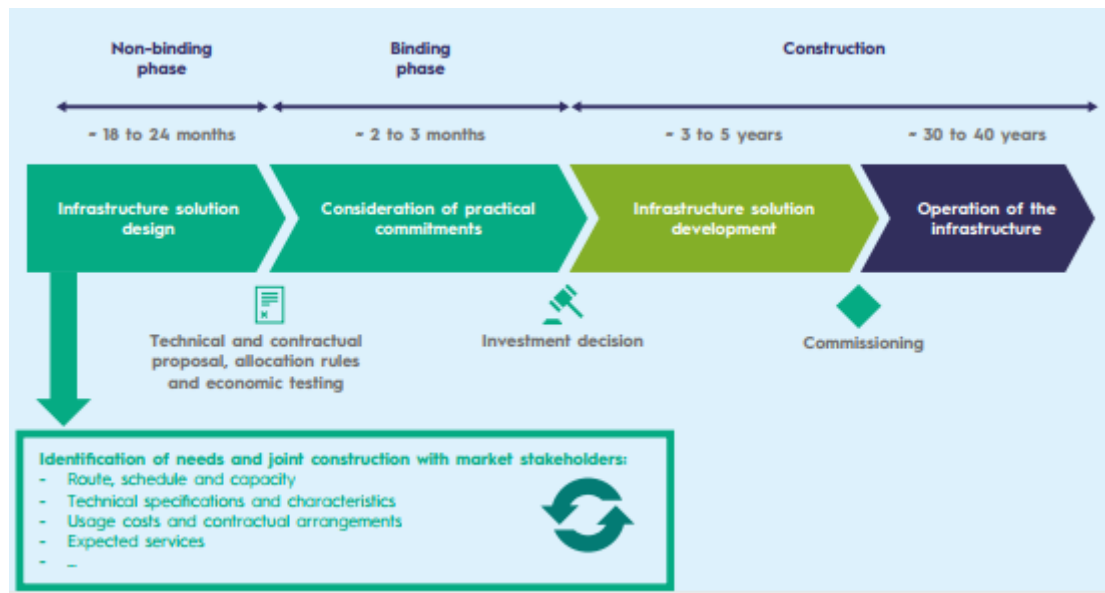 Non-binding
phase
Binding
phase
Construction
~ 18 to 24 months
~ 2 to 3 months
~ 3 to 5 years
~ 30 to 40 years
Infrastructure solution
design
Consideration of practical
commitments
Infrastructure solution
development
Operation of the
infrastructure
Technical and contractual
proposal, allocation rules
and economic testing
Investment decision
Commissioning
Identification of needs and joint construction with market stakeholders:
- Route, schedule and capacity
- Technical specifications and characteristics
- Usage costs and contractual arrangements
- Expected services
- ...